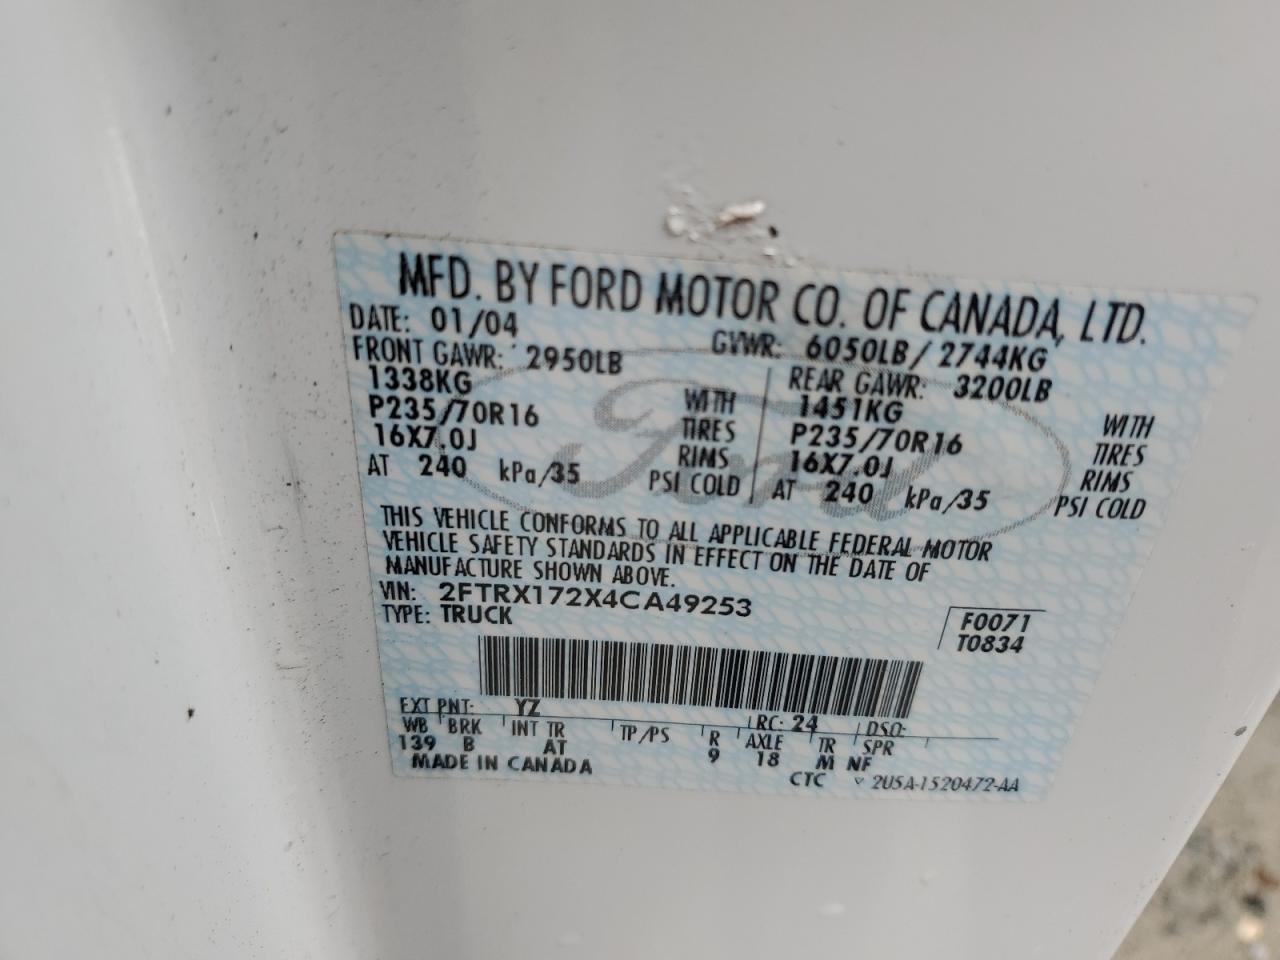 MFD. BY FORD MOTOR CO. OF CANADA, LTD.
DATE: 01/04 GVWR: 6050LB/2744KG
FRONT GAWR: 2950LB REAR GAWR: 3200LB
1338KG WITH 1451KG WITH
P235/70R16 TIRES P235/70R16 TIRES
16X7.0J RIMS 16X7.0J RIMS
AT 240 kPa/35 PSI COLD AT 240 kPa/35 PSI COLD
Ford
THIS VEHICLE CONFORMS TO ALL APPLICABLE FEDERAL MOTOR
VEHICLE SAFETY STANDARDS IN EFFECT ON THE DATE OF
MANUFACTURE SHOWN ABOVE.
VIN: 2FTRX172X4CA49253
TYPE: TRUCK
F0071
T0834
EXT PNT: YZ RC: 24 DSO:
WB BRK INT TR TP/PS R AXLE TR SPR
139 B AT 9 18 M NF
MADE IN CANADA
CTC 2U5A-1520472-AA